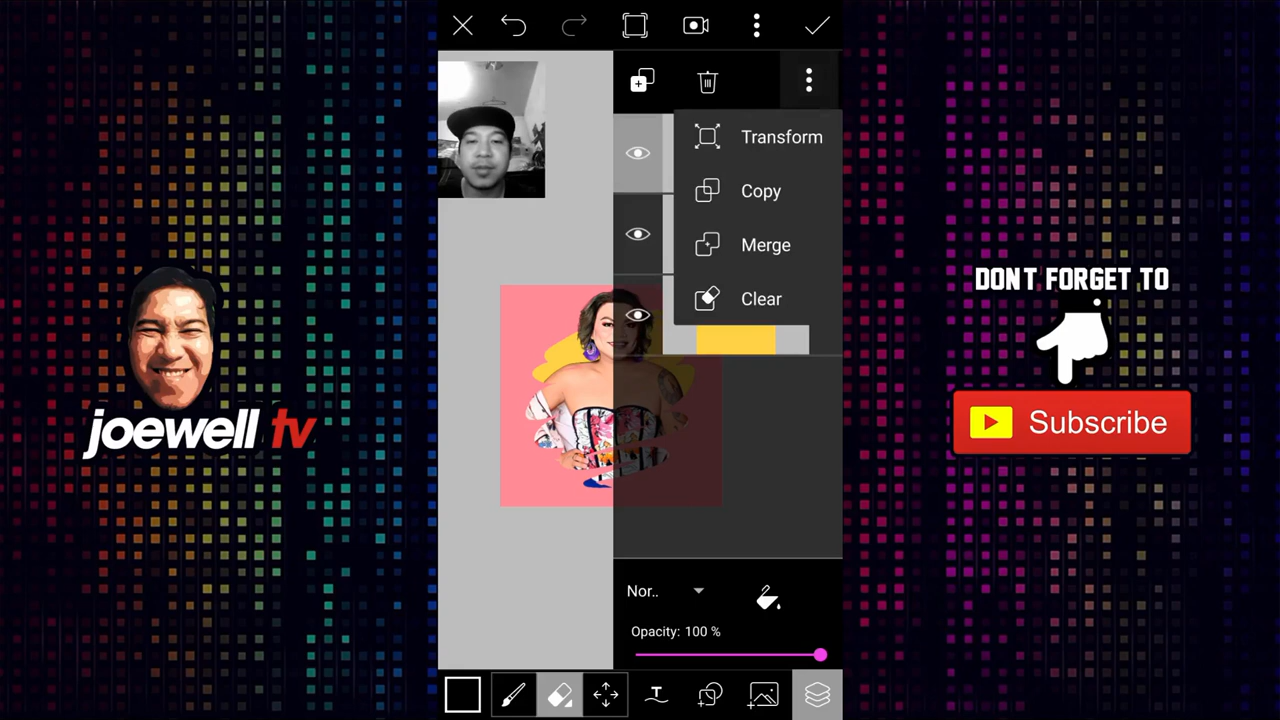 Transform
Copy
Merge
Clear
DONT FORGET TO
joewell tv
Subscribe
Nor..
Opacity: 100 %
T